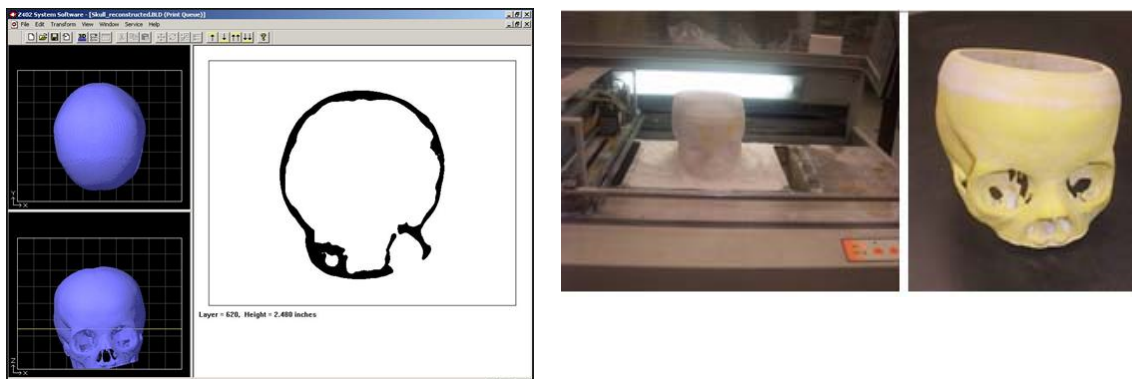 Z402 System Software - [Skull_reconstructed.BLD (Print Queue)]
File Edit Transform View Window Service Help
Y
X
Layer = 620, Height = 2.480 inches
Z
X